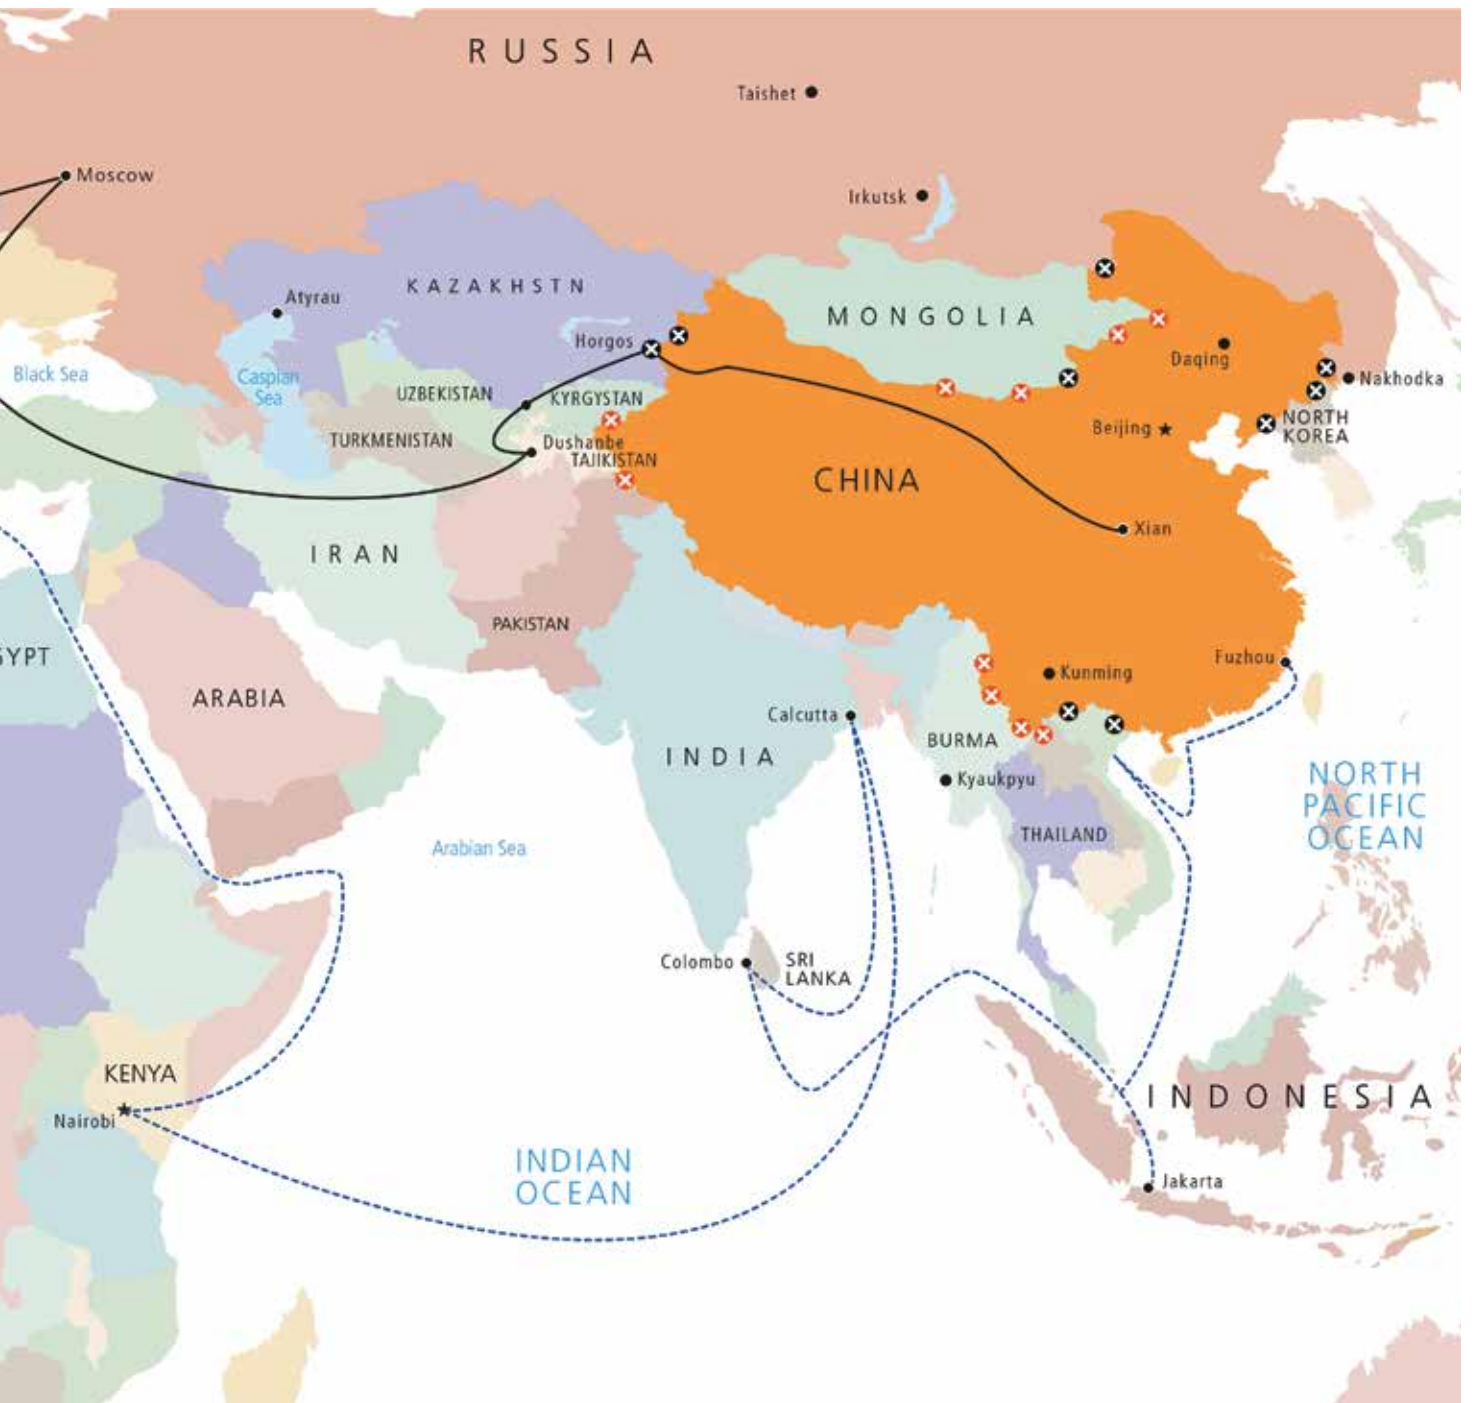 RUSSIA
Taishet
Moscow
Irkutsk
KAZAKHSTN
Atyrau
MONGOLIA
Horgos
Daqing
Black Sea
Caspian
Sea
Nakhodka
UZBEKISTAN
KYRGYSTAN
NORTH
KOREA
Beijing
TURKMENISTAN
Dushanbe
TAJIKISTAN
CHINA
Xian
IRAN
PAKISTAN
GYPT
Fuzhou
Kunming
ARABIA
Calcutta
BURMA
INDIA
Kyaukpyu
NORTH
PACIFIC
OCEAN
THAILAND
Arabian Sea
Colombo
SRI
LANKA
KENYA
INDONESIA
Nairobi
INDIAN
OCEAN
Jakarta